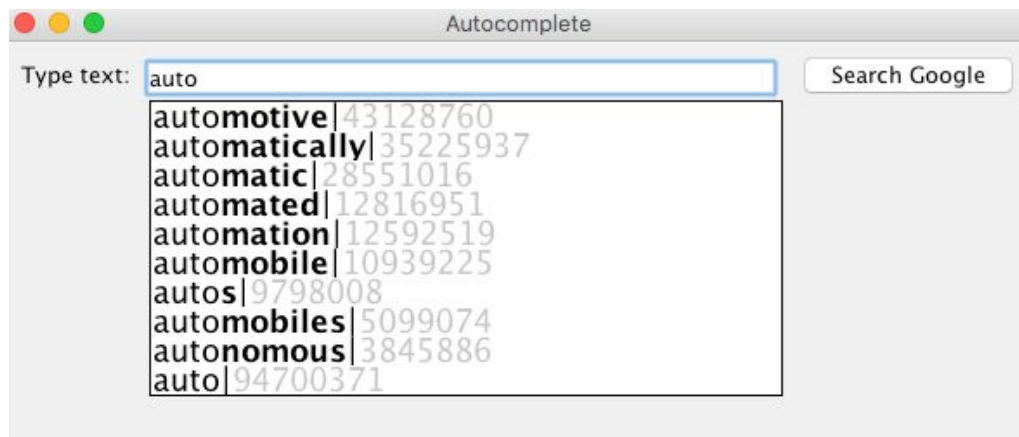 Autocomplete
Type text: auto Search Google
automotive|43128760
automatically|35225937
automatic|28551016
automated|12816951
automation|12592519
automobile|10939225
autos|9798008
automobiles|5099074
autonomous|3845886
auto|94700371